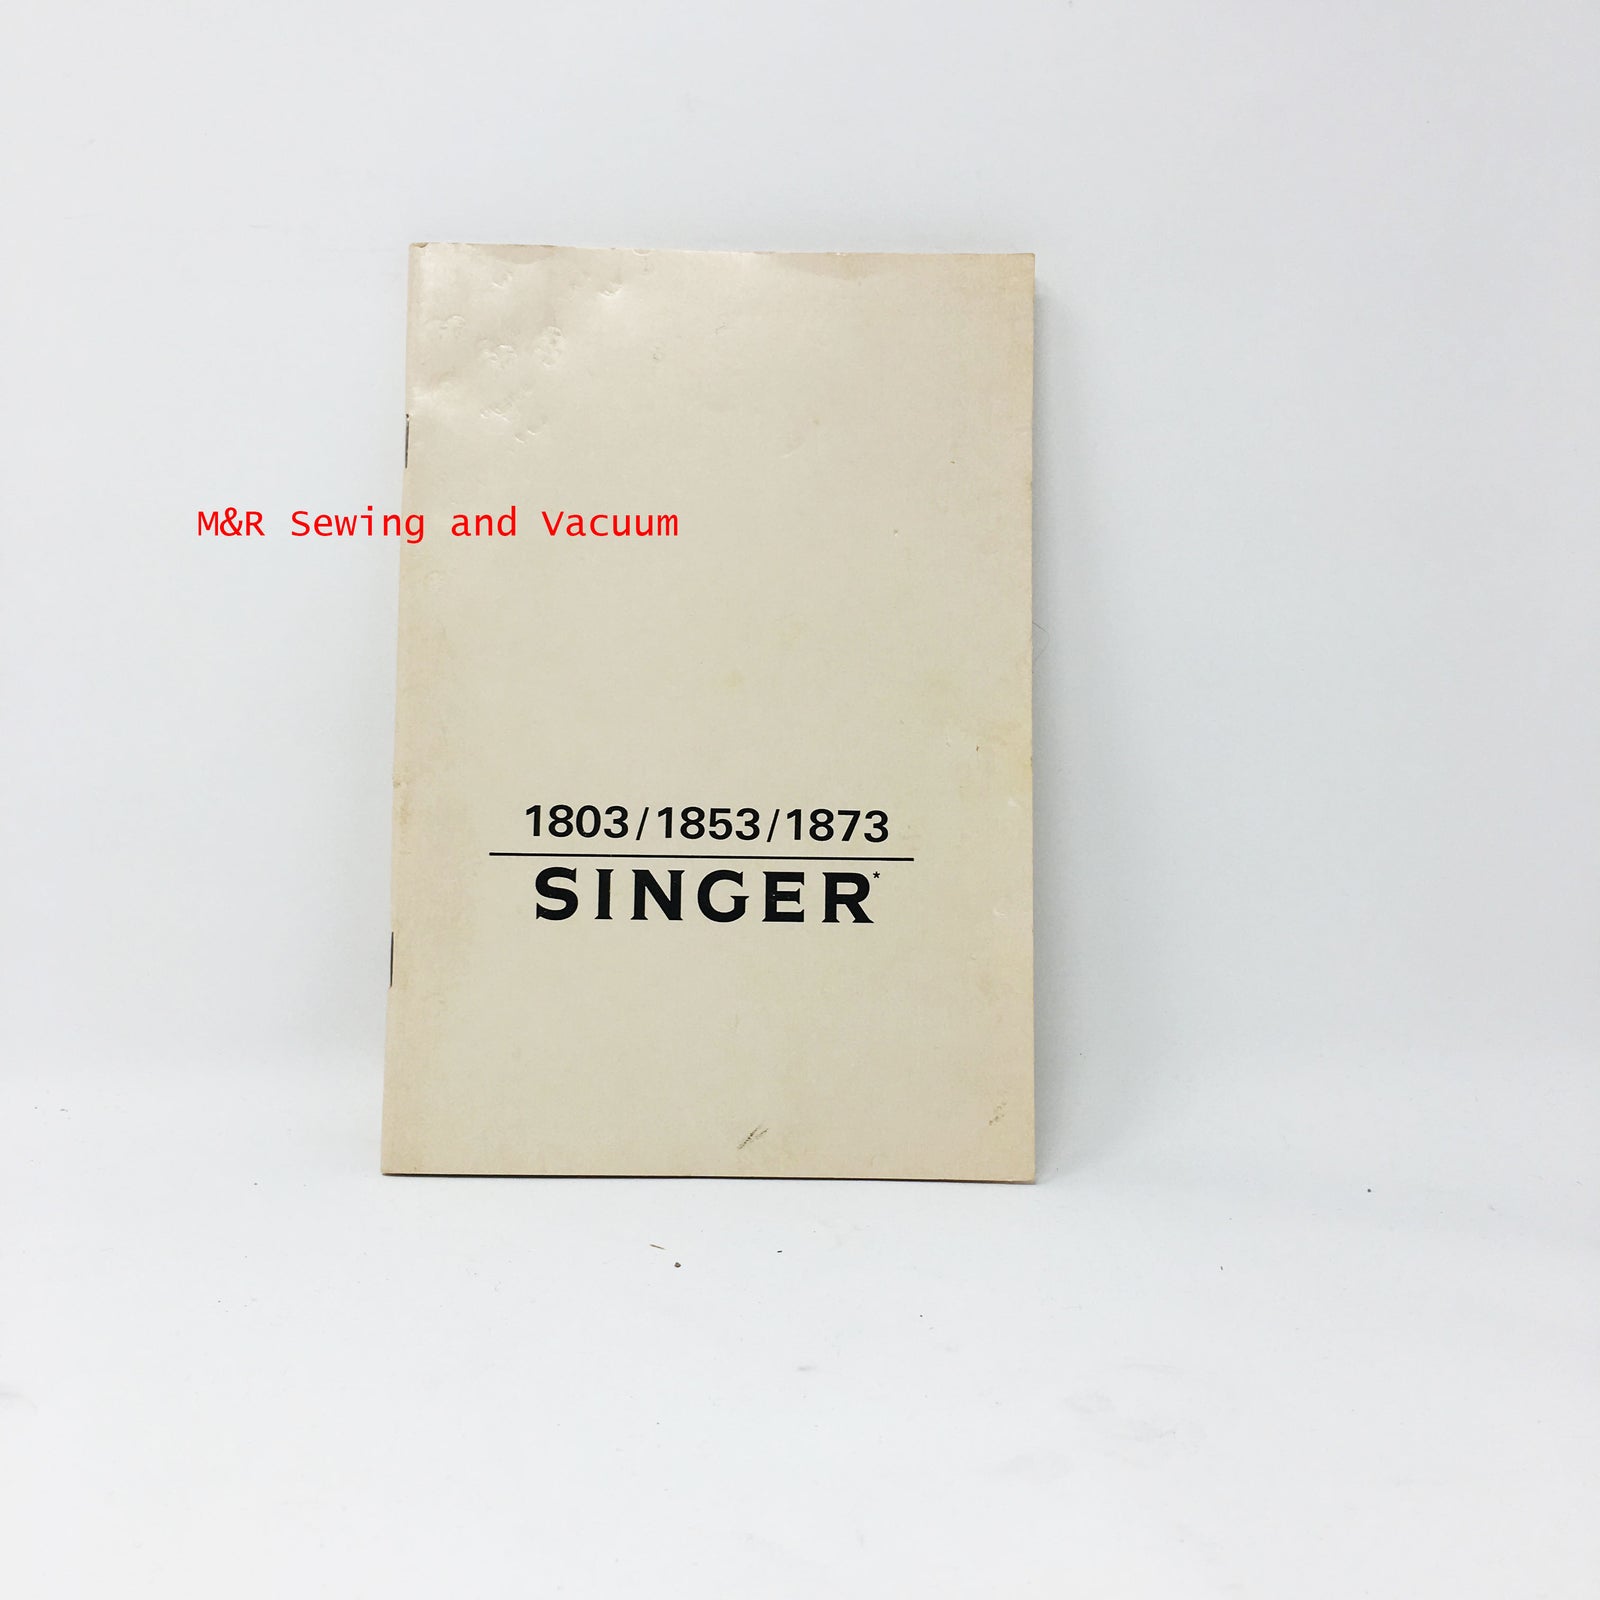 M&R Sewing and Vacuum
1803/1853/1873
SINGER*